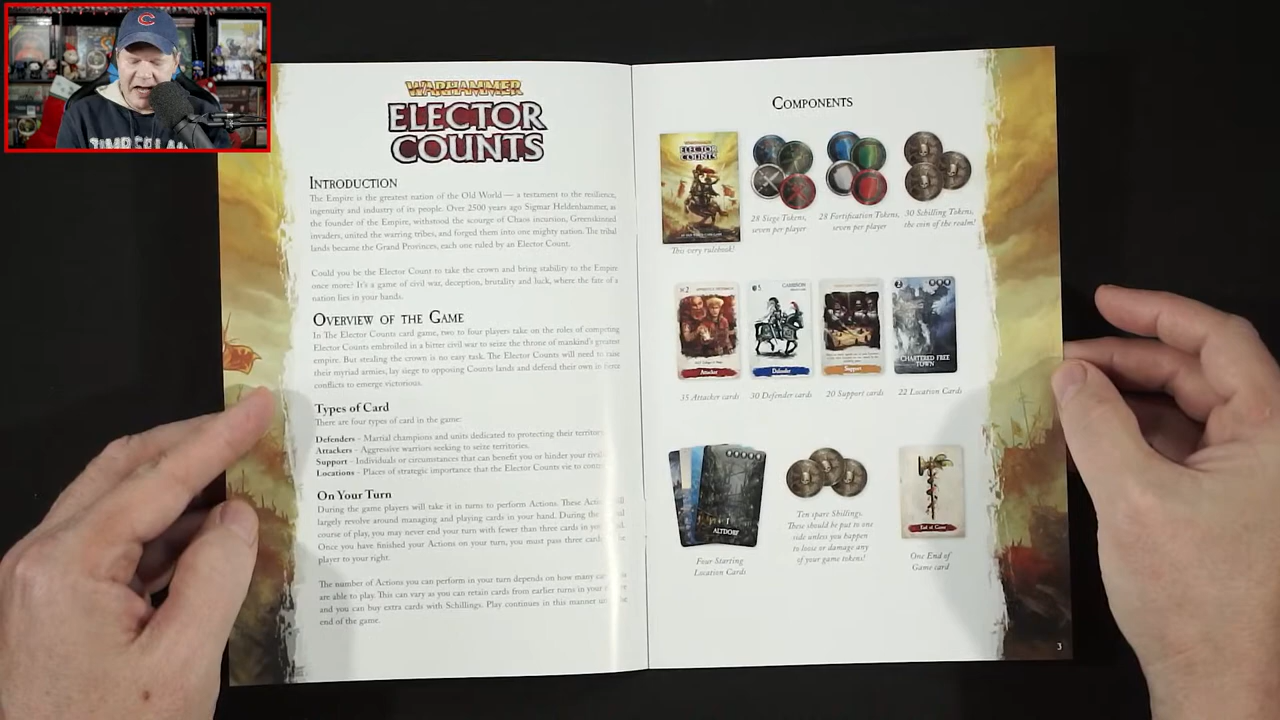 WARHAMMER
ELECTOR
COUNTS
INTRODUCTION
The Empire is the greatest nation of the Old World — a testament to the resilience,
ingenuity and industry of its people. Over 2500 years ago Sigmar Heldenhammer, as
the founder of the Empire, withstood the scourge of Chaos incursion, Greenskinned
invaders, united the warring tribes, and forged them into one mighty nation. The tribal
lands became the Grand Provinces, each one ruled by an Elector Count.
Could you be the Elector Count to take the crown and bring stability to the Empire
once more? It's a game of civil war, deception, brutality and luck, where the fate of a
nation lies in your hands.
OVERVIEW OF THE GAME
In The Elector Counts card game, two to four players take on the roles of competing
Elector Counts embroiled in a bitter civil war to seize the throne of mankind's greatest
empire. But stealing the crown is no easy task. The Elector Counts will need to raise
their myriad armies, lay siege to opposing Counts lands and defend their own in fierce
conflicts to emerge victorious.
Types of Card
There are four types of card in the game:
Defenders - Martial champions and units dedicated to protecting their
Attackers - Aggressive warriors seeking to seize territories.
Support - Individuals or circumstances that can benefit you or hinder your
Locations - Places of strategic importance that the Elector Counts vie to
On Your Turn
During the game players will take it in turns to perform Actions. These
largely revolve around managing and playing cards in your hand. During the
course of play, you may never end your turn with fewer than three cards in
Once you have finished your Actions on your turn, you must pass three cards
player to your right.
The number of Actions you can perform in your turn depends on how many
are able to play. This can vary as you can retain cards from earlier turns in your
and you can buy extra cards with Schillings. Play continues in this manner
end of the game.
COMPONENTS
ELECTOR
COUNTS
This very rulebook!
28 Siege Tokens,
seven per player
28 Fortification Tokens,
seven per player
30 Schilling Tokens,
the coin of the realm!
2
Attacker
35 Attacker cards
5
GARRISON
Defender
30 Defender cards
Support
20 Support cards
2
CHARTERED FREE
TOWN
22 Location Cards
ALTDORF
Four Starting
Location Cards
Ten spare Shillings.
These should be put to one
side unless you happen
to loose or damage any
of your game tokens!
End of Game
One End of
Game card
3